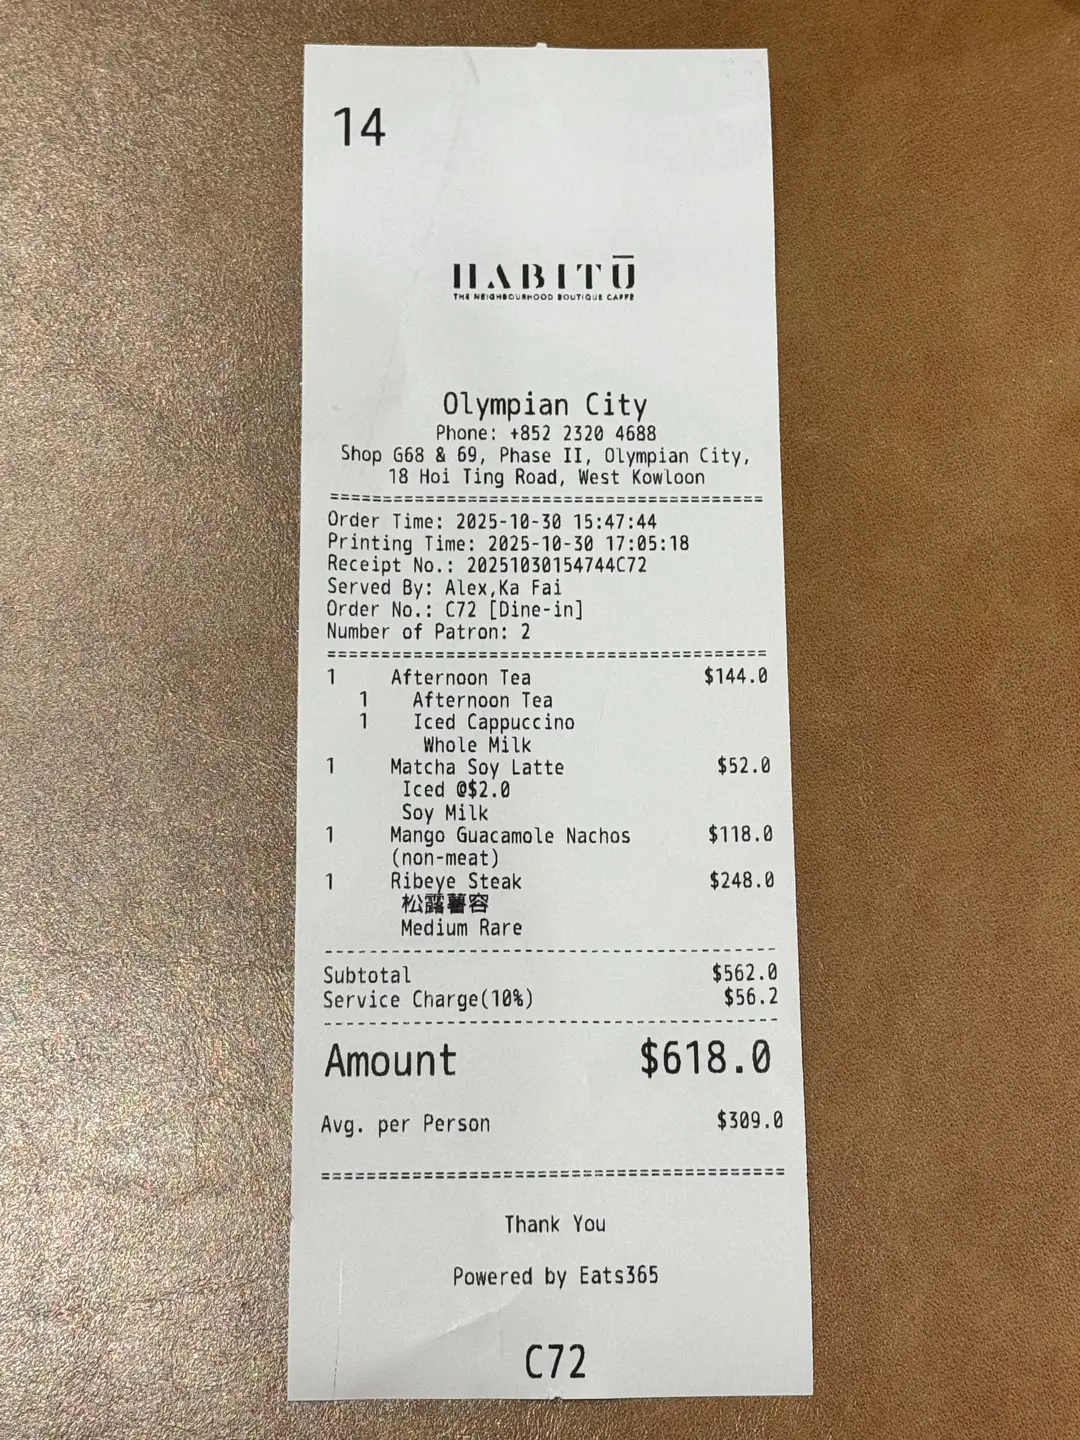 14
HABITŪ
THE NEIGHBOURHOOD BOUTIQUE CAFFÈ
Olympian City
Phone: +852 2320 4688
Shop G68 & 69, Phase II, Olympian City,
18 Hoi Ting Road, West Kowloon
========================================
Order Time: 2025-10-30 15:47:44
Printing Time: 2025-10-30 17:05:18
Receipt No.: 20251030154744C72
Served By: Alex,Ka Fai
Order No.: C72 [Dine-in]
Number of Patron: 2
========================================
1 Afternoon Tea $144.0
1 Afternoon Tea
1 Iced Cappuccino
Whole Milk
1 Matcha Soy Latte $52.0
Iced @$2.0
Soy Milk
1 Mango Guacamole Nachos $118.0
(non-meat)
1 Ribeye Steak $248.0
松露薯容
Medium Rare
----------------------------------------
Subtotal $562.0
Service Charge(10%) $56.2
----------------------------------------
Amount $618.0
Avg. per Person $309.0
========================================
Thank You
Powered by Eats365
C72